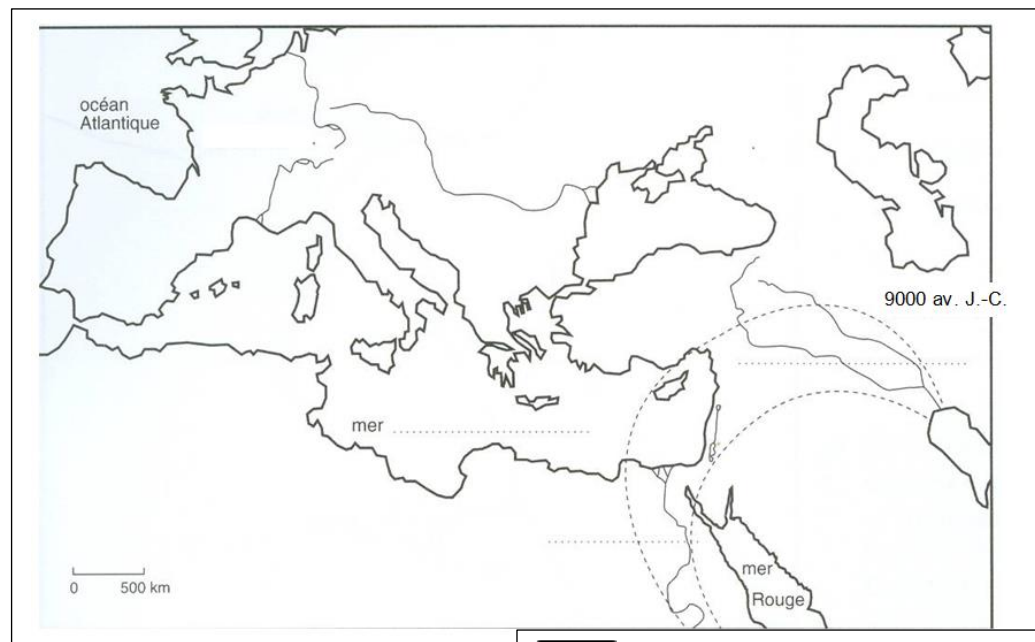 océan
Atlantique
9000 av. J.-C.
mer ........................................
0 500 km
mer
Rouge